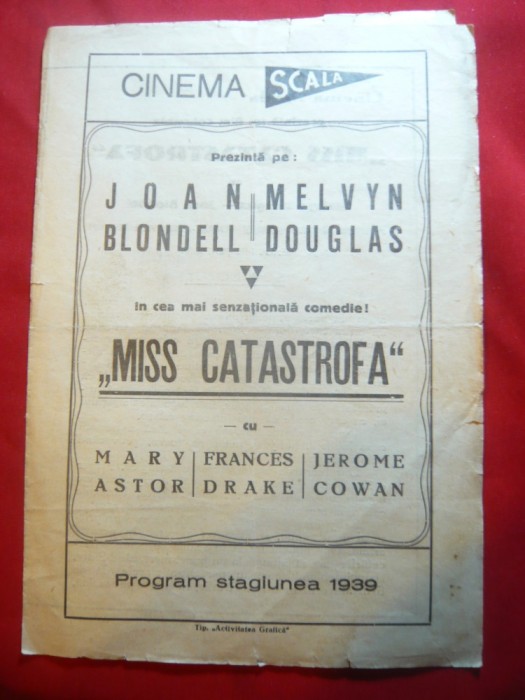 CINEMA SCALA
Prezintă pe:
JOAN MELVYN
BLONDELL DOUGLAS
în cea mai senzațională comedie!
„MISS CATASTROFA“
— cu —
MARY FRANCES JEROME
ASTOR DRAKE COWAN
Program stagiunea 1939
Tip. „Activitatea Grafică“